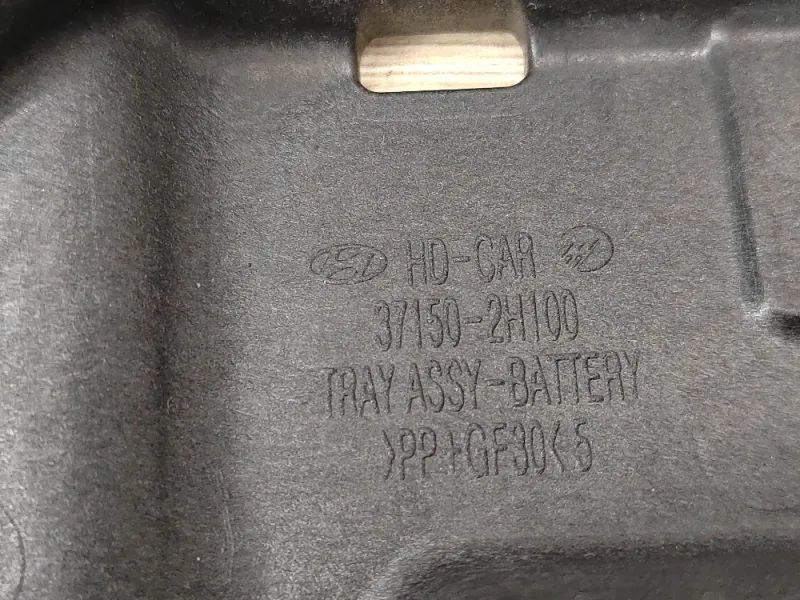 HD-CAR
37150-2H100
TRAY ASSY-BATTERY
>PP+GF30< 5